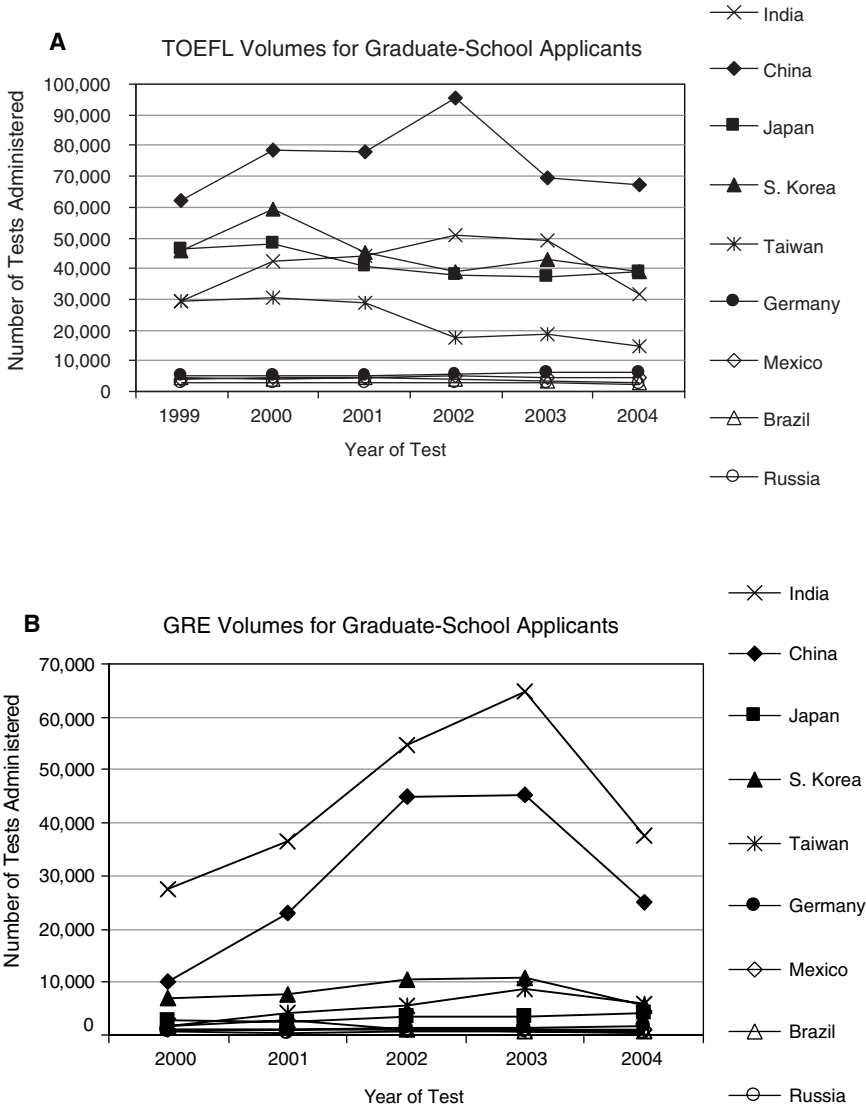 A
TOEFL Volumes for Graduate-School Applicants
Number of Tests Administered
100,000
90,000
80,000
70,000
60,000
50,000
40,000
30,000
20,000
10,000
0
1999 2000 2001 2002 2003 2004
Year of Test
India
China
Japan
S. Korea
Taiwan
Germany
Mexico
Brazil
Russia
B
GRE Volumes for Graduate-School Applicants
Number of Tests Administered
70,000
60,000
50,000
40,000
30,000
20,000
10,000
0
2000 2001 2002 2003 2004
Year of Test
India
China
Japan
S. Korea
Taiwan
Germany
Mexico
Brazil
Russia